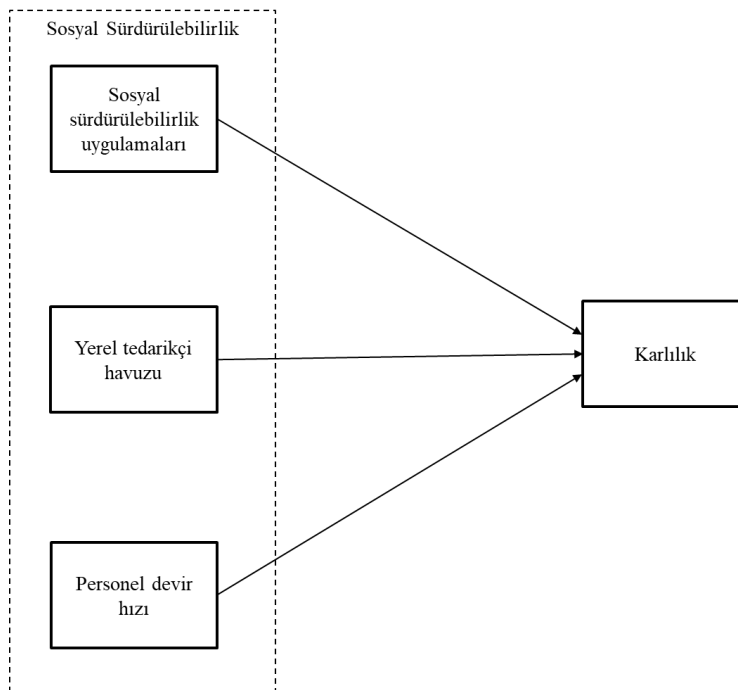 Sosyal Sürdürülebilirlik
Sosyal
sürdürülebilirlik
uygulamaları
Yerel tedarikçi
havuzu
Karlılık
Personel devir
hızı